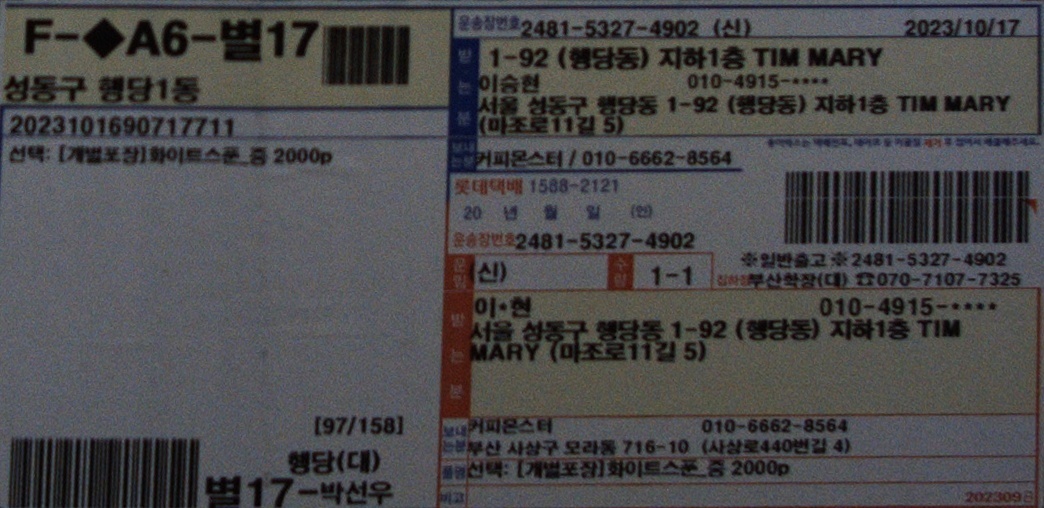 F-◆A6-별17
성동구 행당1동
2023101690717711
선택: [개별포장]화이트스푼_중 2000p
[97/158]
행당(대)
별17-박선우
운송장번호 2481-5327-4902 (신) 2023/10/17
받는분
1-92 (행당동) 지하1층 TIM MARY
이승현 010-4915-****
서울 성동구 행당동 1-92 (행당동) 지하1층 TIM MARY
(마조로11길 5)
보내는분 커피몬스터 / 010-6662-8564
롯데택배 1588-2121
20 년 월 일 (인)
운송장번호 2481-5327-4902
※일반출고※ 2481-5327-4902
운임 (신) 수량 1-1 집하점 부산학장(대) ☎070-7107-7325
받는분
이*현 010-4915-****
서울 성동구 행당동 1-92 (행당동) 지하1층 TIM
MARY (마조로11길 5)
보내는분 커피몬스터 010-6662-8564
부산 사상구 모라동 716-10 (사상로440번길 4)
품명 선택: [개별포장]화이트스푼_중 2000p
비고 202309